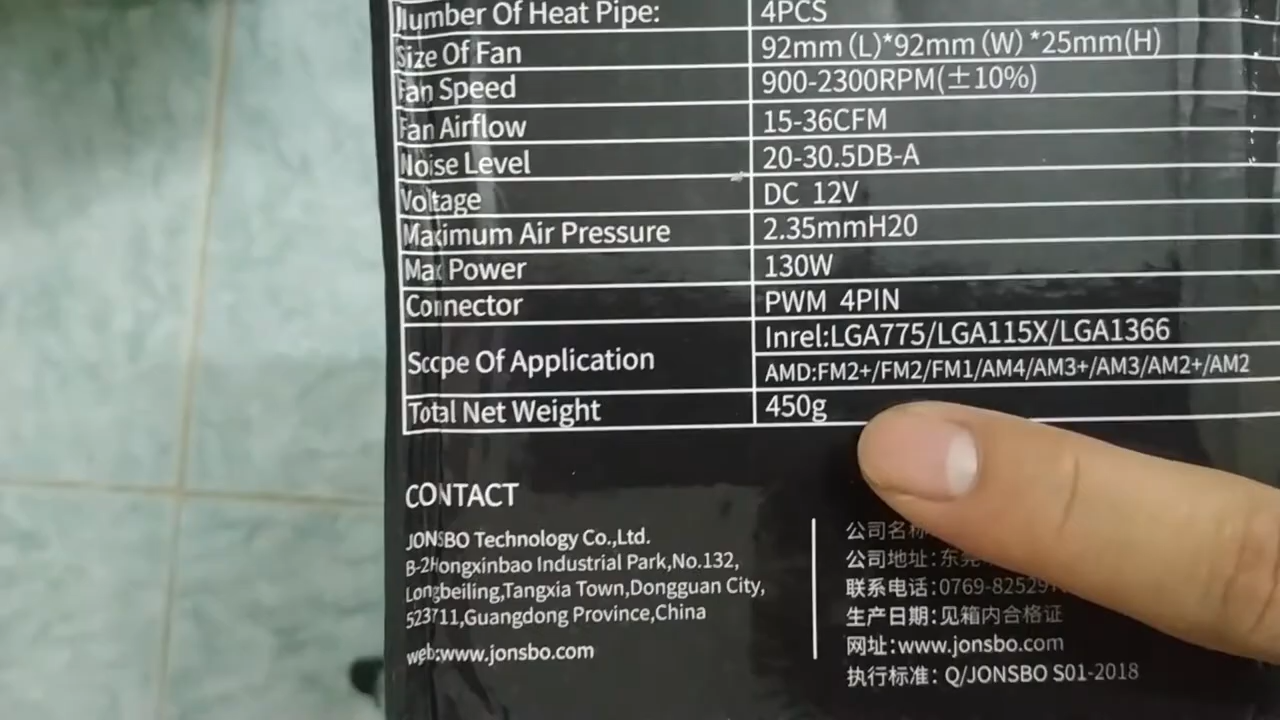 Number Of Heat Pipe: 4PCS
Size Of Fan 92mm (L)*92mm (W) *25mm(H)
Fan Speed 900-2300RPM(±10%)
Fan Airflow 15-36CFM
Noise Level 20-30.5DB-A
Voltage DC 12V
Maximum Air Pressure 2.35mmH20
Max Power 130W
Connector PWM 4PIN
Sccpe Of Application Inrel:LGA775/LGA115X/LGA1366
AMD:FM2+/FM2/FM1/AM4/AM3+/AM3/AM2+/AM2
Total Net Weight 450g
CONTACT
JONSBO Technology Co.,Ltd.
B-2Hongxinbao Industrial Park,No.132,
Longbeiling,Tangxia Town,Dongguan City,
523711,Guangdong Province,China
web:www.jonsbo.com
公司名称
公司地址:东莞
联系电话:0769-82529
生产日期:见箱内合格证
网址:www.jonsbo.com
执行标准: Q/JONSBO S01-2018